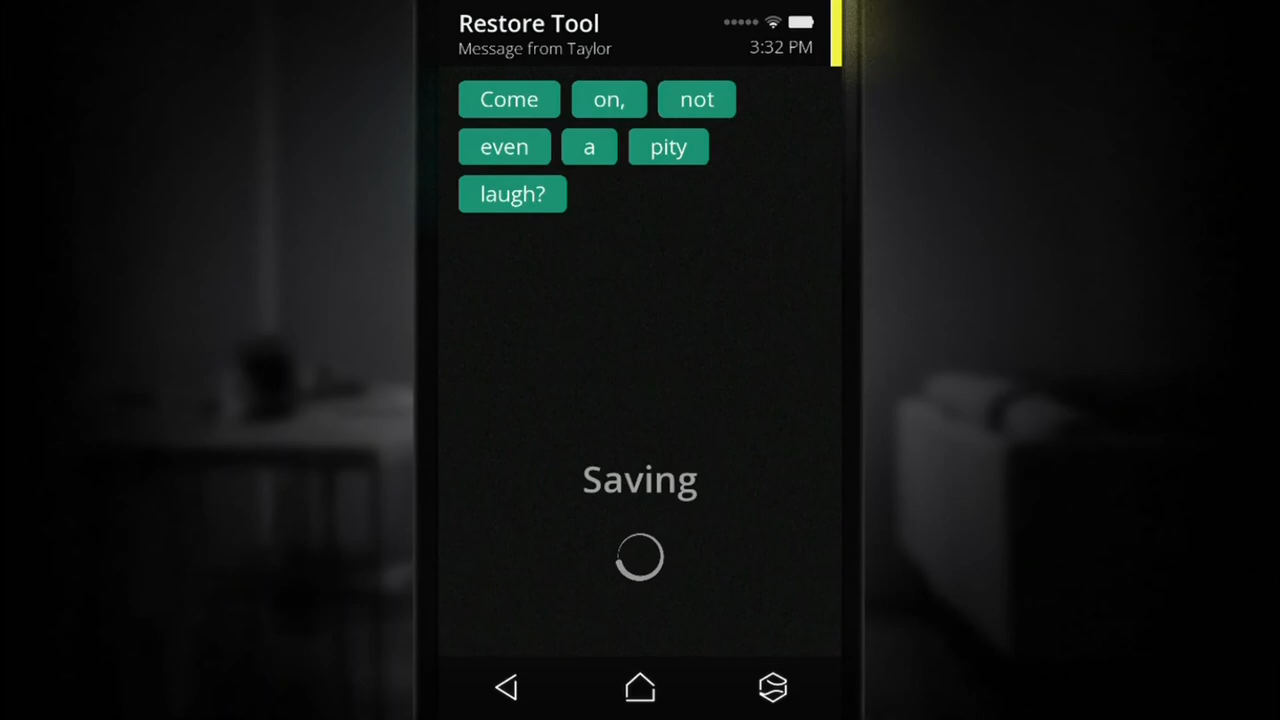 Restore Tool
Message from Taylor
3:32 PM
Come on, not
even a pity
laugh?
Saving